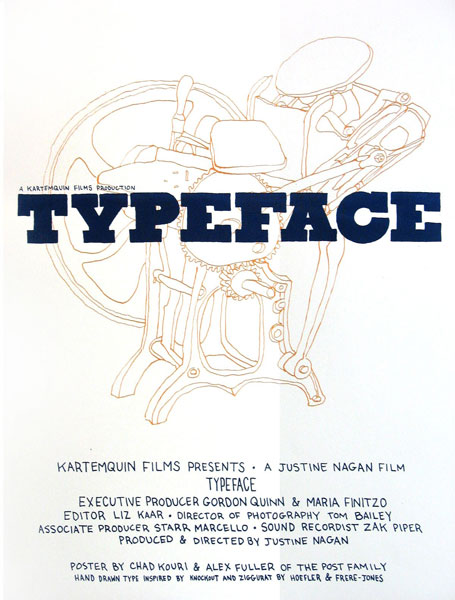 A KARTEMQUIN FILMS PRODUCTION
TYPEFACE
KARTEMQUIN FILMS PRESENTS · A JUSTINE NAGAN FILM
TYPEFACE
EXECUTIVE PRODUCER GORDON QUINN & MARIA FINITZO
EDITOR LIZ KAAR · DIRECTOR OF PHOTOGRAPHY TOM BAILEY
ASSOCIATE PRODUCER STARR MARCELLO · SOUND RECORDIST ZAK PIPER
PRODUCED & DIRECTED BY JUSTINE NAGAN
POSTER BY CHAD KOURI & ALEX FULLER OF THE POST FAMILY
HAND DRAWN TYPE INSPIRED BY KNOCKOUT AND ZIGGURAT BY HOEFLER & FRERE-JONES